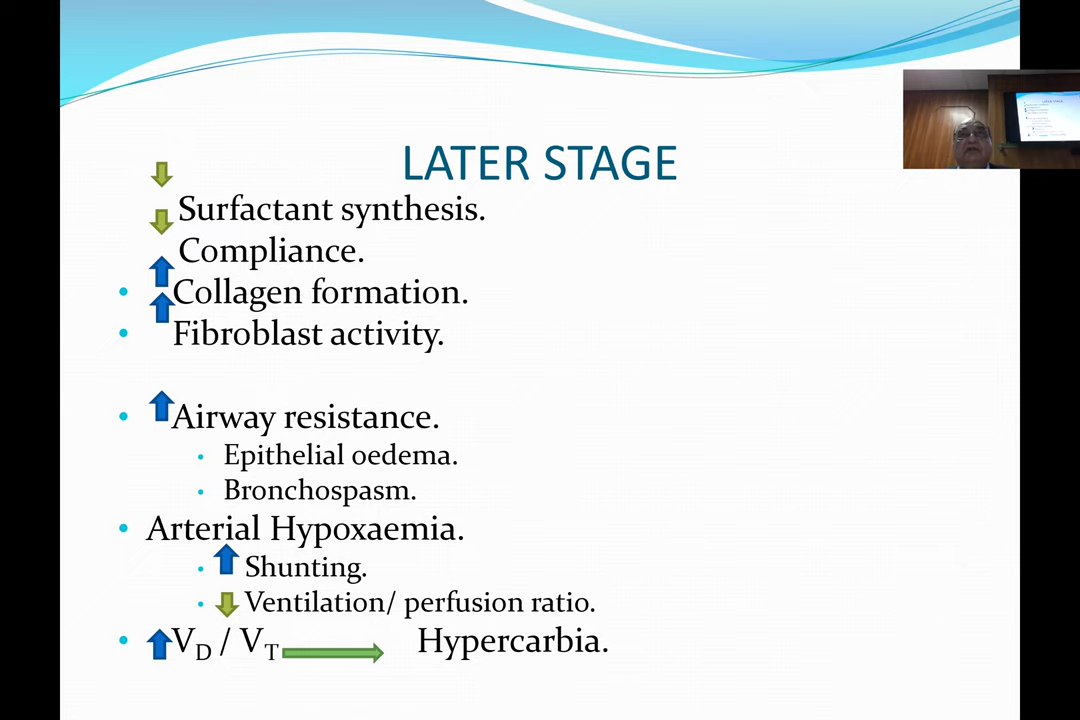 LATER STAGE
Surfactant synthesis.
Compliance.
• Collagen formation.
• Fibroblast activity.
• Airway resistance.
• Epithelial oedema.
• Bronchospasm.
• Arterial Hypoxaemia.
• Shunting.
• Ventilation/ perfusion ratio.
• VD / VT Hypercarbia.